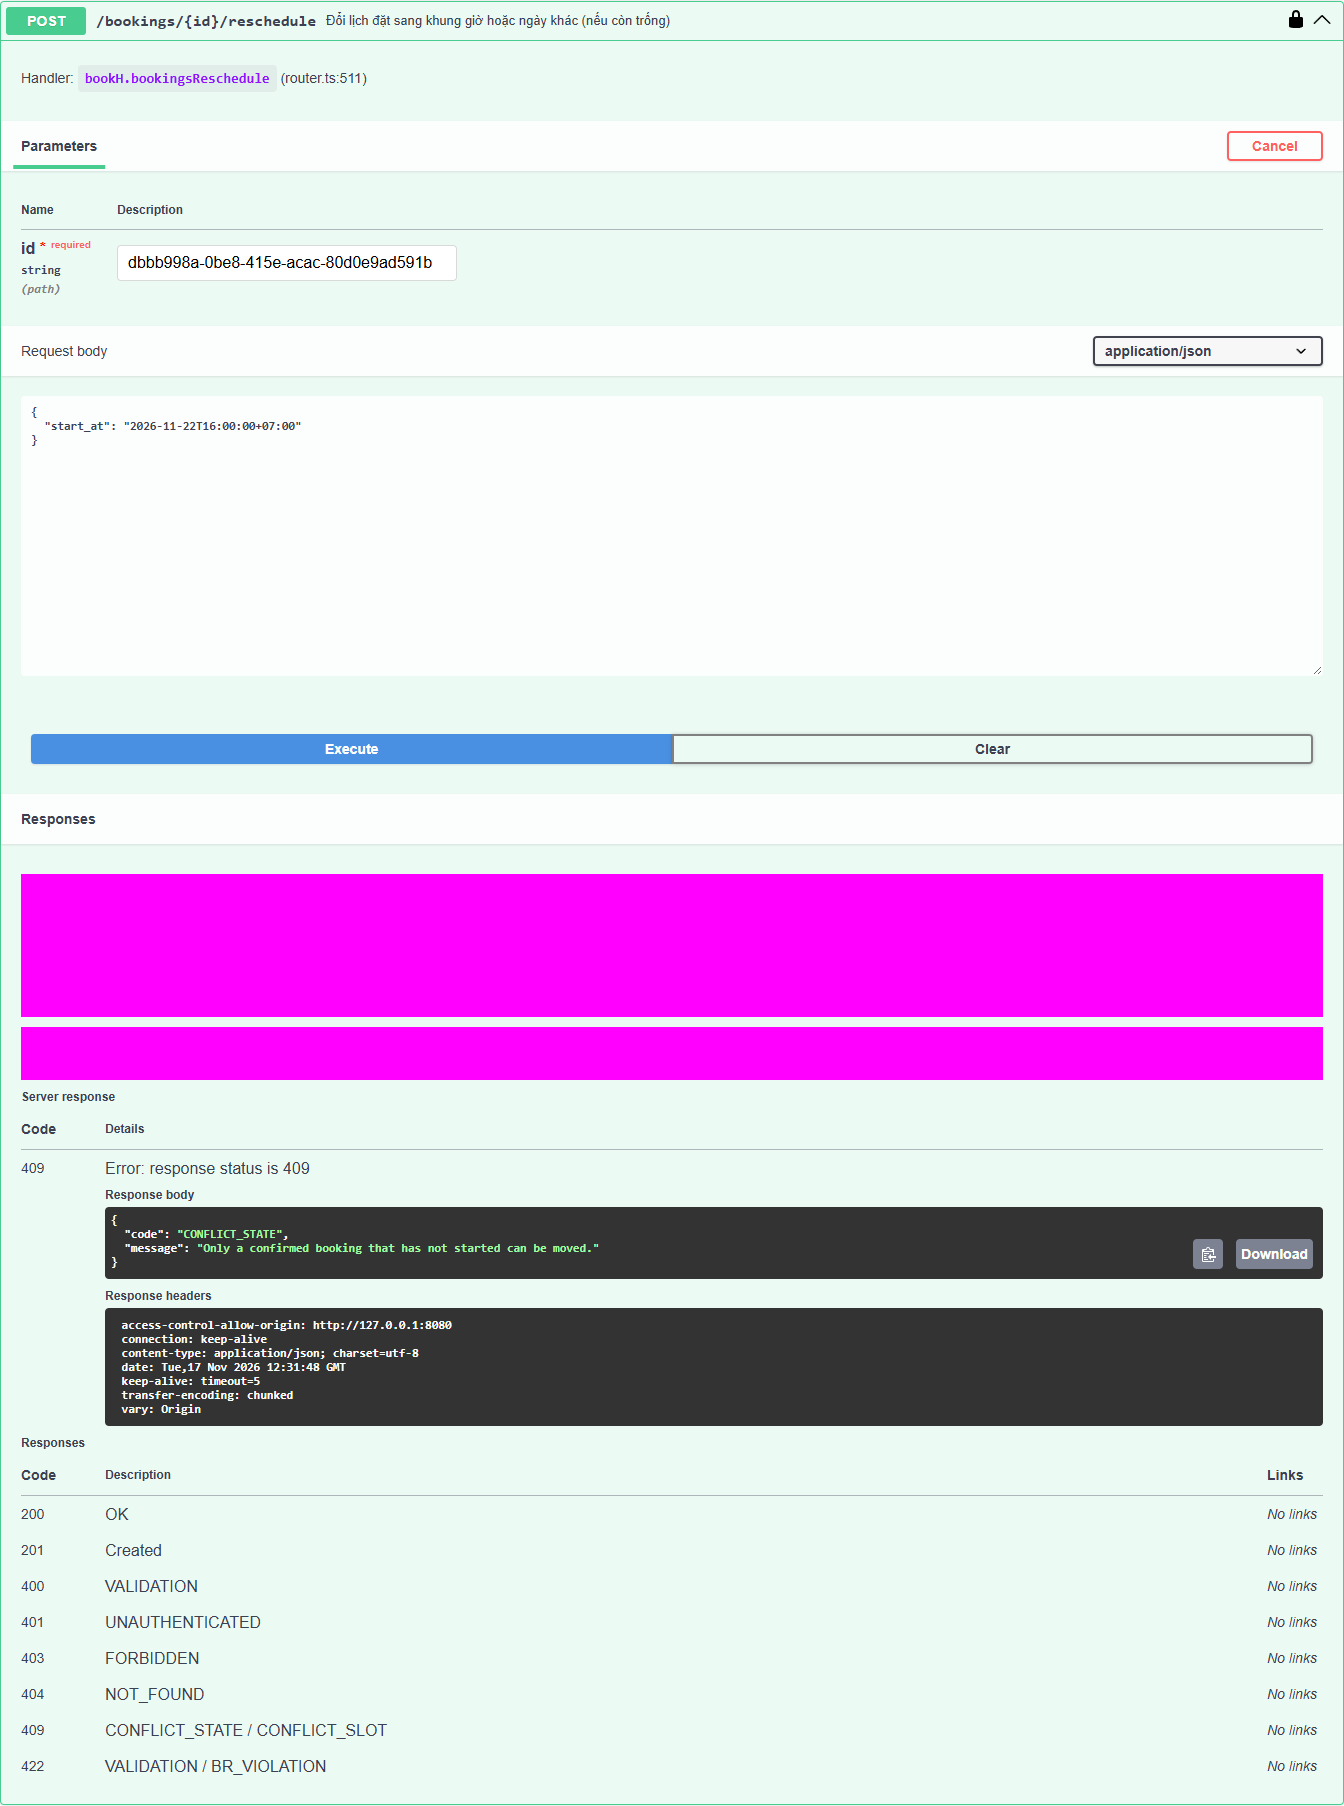 POST /bookings/{id}/reschedule Đổi lịch đặt sang khung giờ hoặc ngày khác (nếu còn trống)
Handler: bookH.bookingsReschedule (router.ts:511)
Parameters Cancel
Name Description
id * required
string
(path)
dbbb998a-0be8-415e-acac-80d0e9ad591b
Request body application/json
{
  "start_at": "2026-11-22T16:00:00+07:00"
}
Execute Clear
Responses
Server response
Code Details
409 Error: response status is 409
Response body
{
  "code": "CONFLICT_STATE",
  "message": "Only a confirmed booking that has not started can be moved."
}
Download
Response headers
access-control-allow-origin: http://127.0.0.1:8080
connection: keep-alive
content-type: application/json; charset=utf-8
date: Tue,17 Nov 2026 12:31:48 GMT
keep-alive: timeout=5
transfer-encoding: chunked
vary: Origin
Responses
Code Description Links
200 OK No links
201 Created No links
400 VALIDATION No links
401 UNAUTHENTICATED No links
403 FORBIDDEN No links
404 NOT_FOUND No links
409 CONFLICT_STATE / CONFLICT_SLOT No links
422 VALIDATION / BR_VIOLATION No links